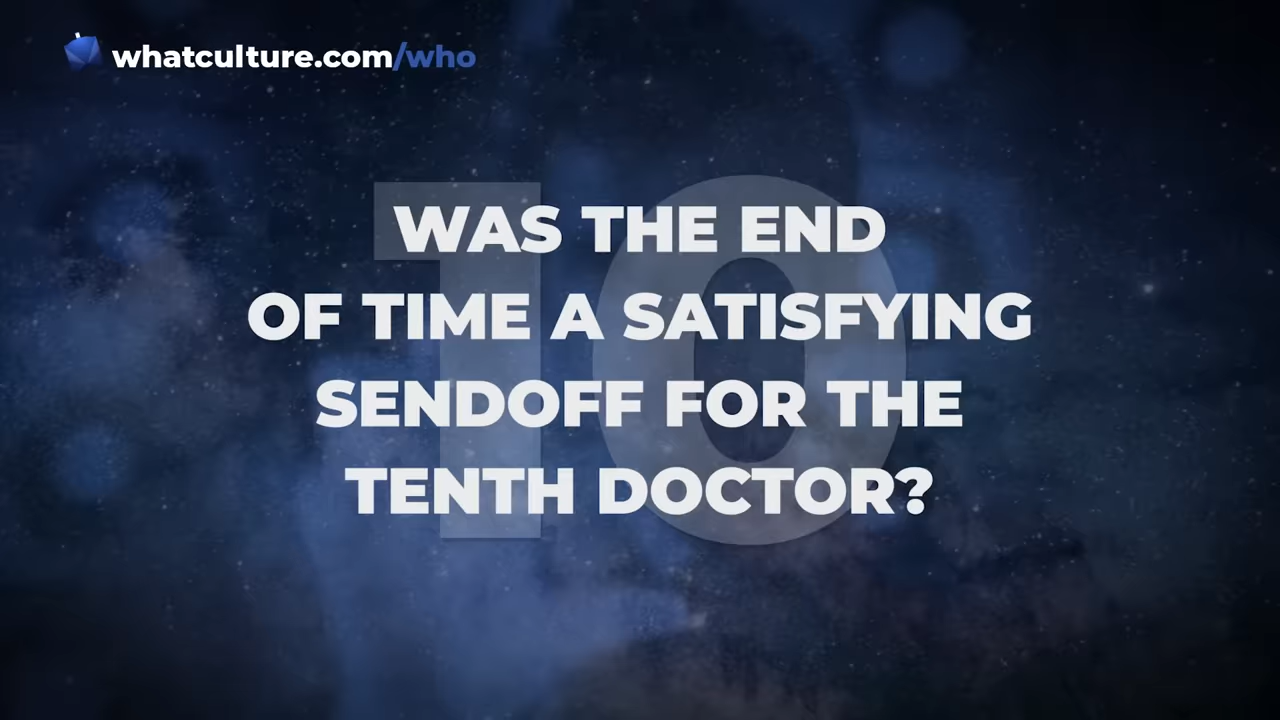 whatculture.com/who
10
WAS THE END
OF TIME A SATISFYING
SENDOFF FOR THE
TENTH DOCTOR?